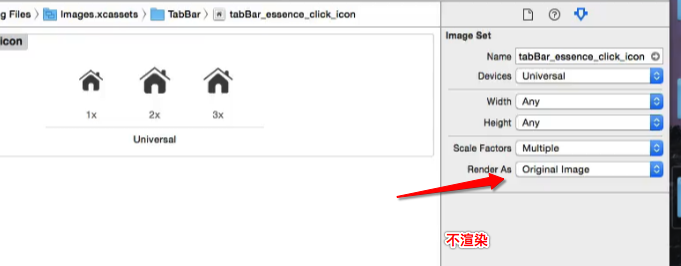 g Files 〉 Images.xcassets 〉 TabBar 〉 tabBar_essence_click_icon
icon
1x 2x 3x
Universal
Image Set
Name tabBar_essence_click_icon
Devices Universal
Width Any
Height Any
Scale Factors Multiple
Render As Original Image
不渲染